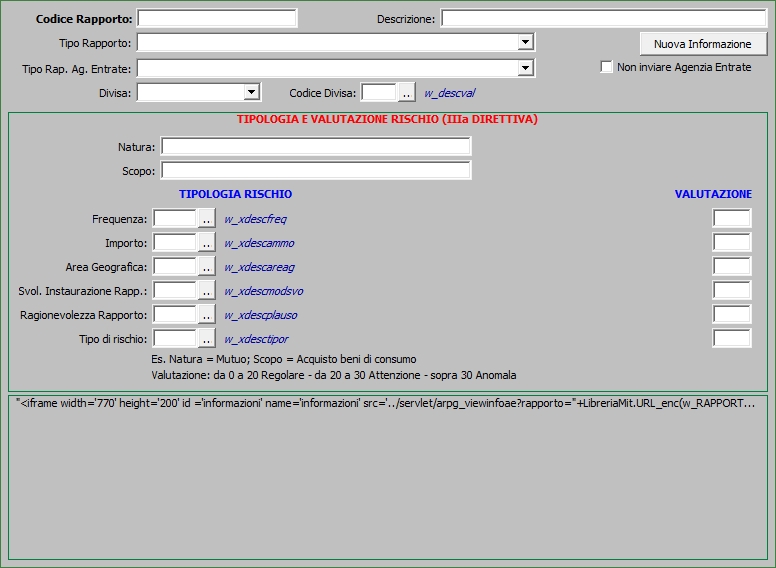 Codice Rapporto: Descrizione:
Tipo Rapporto: Nuova Informazione
Tipo Rap. Ag. Entrate: Non inviare Agenzia Entrate
Divisa: Codice Divisa: .. w_descval
TIPOLOGIA E VALUTAZIONE RISCHIO (IIIa DIRETTIVA)
Natura:
Scopo:
TIPOLOGIA RISCHIO VALUTAZIONE
Frequenza: .. w_xdescfreq
Importo: .. w_xdescammo
Area Geografica: .. w_xdescareag
Svol. Instaurazione Rapp.: .. w_xdescmodsvo
Ragionevolezza Rapporto: .. w_xdescplauso
Tipo di rischio: .. w_xdesctipor
Es. Natura = Mutuo; Scopo = Acquisto beni di consumo
Valutazione: da 0 a 20 Regolare - da 20 a 30 Attenzione - sopra 30 Anomala
"<iframe width='770' height='200' id ='informazioni' name='informazioni' src='../servlet/arpg_viewinfoae?rapporto="+LibreriaMit.URL_enc(w_RAPPORT...